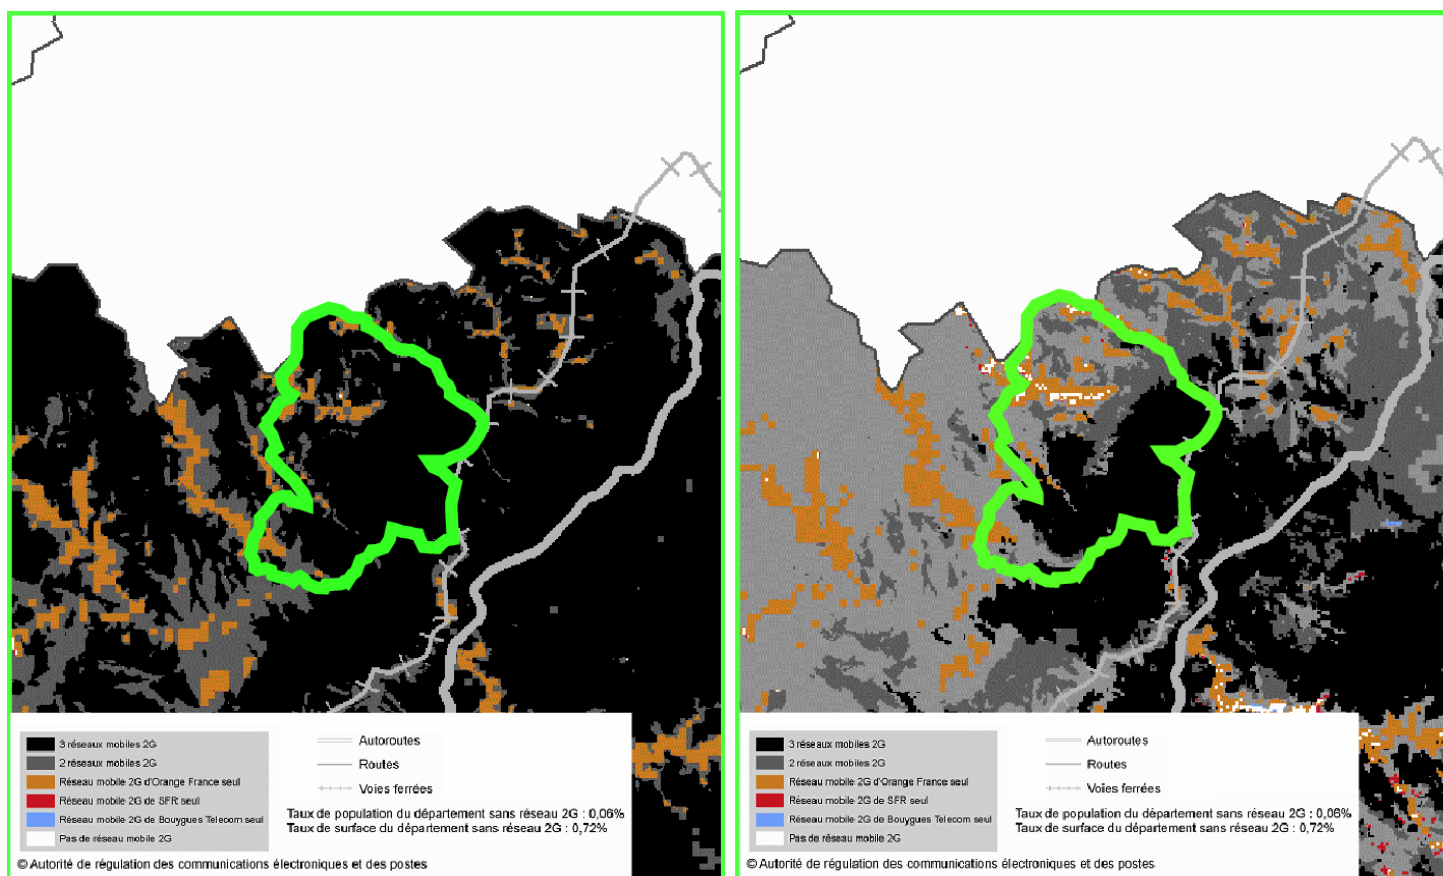 3 réseaux mobiles 2G
2 réseaux mobiles 2G
Réseau mobile 2G d'Orange France seul
Réseau mobile 2G de SFR seul
Réseau mobile 2G de Bouygues Telecom seul
Pas de réseau mobile 2G
Autoroutes
Routes
Voies ferrées
Taux de population du département sans réseau 2G : 0,06%
Taux de surface du département sans réseau 2G : 0,72%
© Autorité de régulation des communications électroniques et des postes
3 réseaux mobiles 2G
2 réseaux mobiles 2G
Réseau mobile 2G d'Orange France seul
Réseau mobile 2G de SFR seul
Réseau mobile 2G de Bouygues Telecom seul
Pas de réseau mobile 2G
Autoroutes
Routes
Voies ferrées
Taux de population du département sans réseau 2G : 0,06%
Taux de surface du département sans réseau 2G : 0,72%
© Autorité de régulation des communications électroniques et des postes